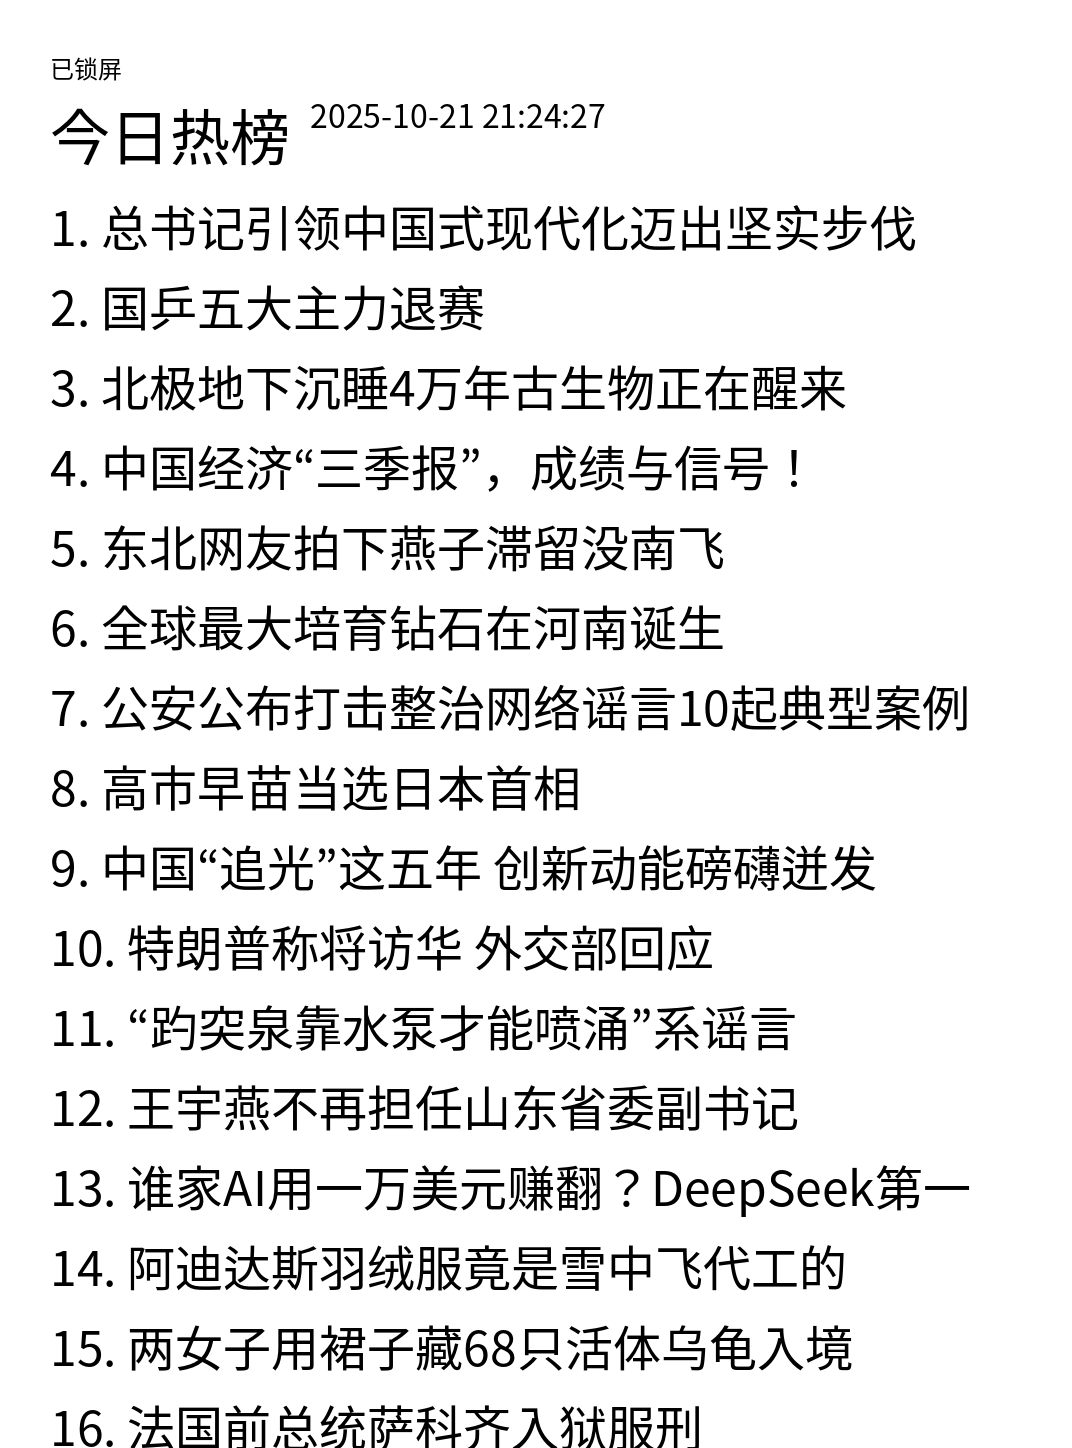 已锁屏
今日热榜 2025-10-21 21:24:27
1. 总书记引领中国式现代化迈出坚实步伐
2. 国乒五大主力退赛
3. 北极地下沉睡4万年古生物正在醒来
4. 中国经济“三季报”，成绩与信号！
5. 东北网友拍下燕子滞留没南飞
6. 全球最大培育钻石在河南诞生
7. 公安公布打击整治网络谣言10起典型案例
8. 高市早苗当选日本首相
9. 中国“追光”这五年 创新动能磅礴迸发
10. 特朗普称将访华 外交部回应
11. “趵突泉靠水泵才能喷涌”系谣言
12. 王宇燕不再担任山东省委副书记
13. 谁家AI用一万美元赚翻？DeepSeek第一
14. 阿迪达斯羽绒服竟是雪中飞代工的
15. 两女子用裙子藏68只活体乌龟入境
16. 法国前总统萨科齐入狱服刑